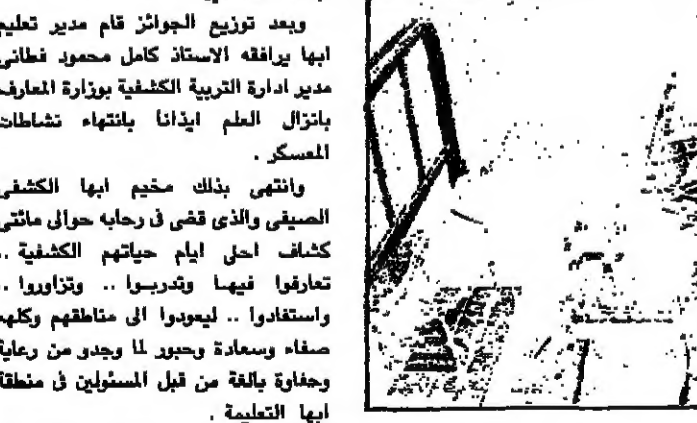 وبعد توزيع الجوائز قام مدير تعليم
ابها يرافقه الاستاذ كامل محمود فطاني
مدير ادارة التربية الكشفية بوزارة المعارف
بانزال العلم ايذانا بانتهاء نشاطات
المعسكر .
وانتهى بذلك مخيم ابها الكشفي
الصيفى والذى قضى فى رحابه حوالى مائتى
كشاف احلى ايام حياتهم الكشفية ..
تعارفوا فيها وتدربوا .. وتزاوروا ..
واستفادوا .. ليعودوا الى مناطقهم وكلهم
صفاء وسعادة وحبور لما وجدو من رعاية
وحفاوة بالغة من قبل المسئولين فى منطقة
ابها التعليمة .